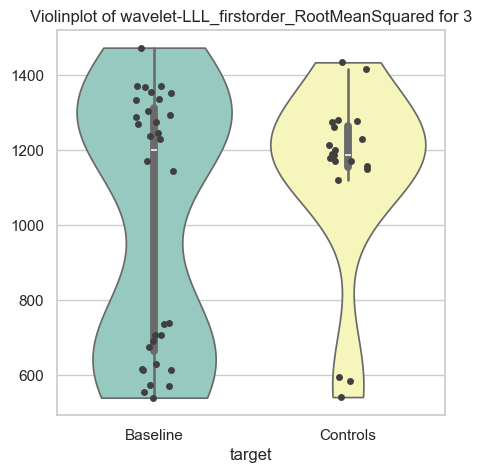 Violinplot of wavelet-LLL_firstorder_RootMeanSquared for 3
1400
1200
1000
800
600
Baseline
Controls
target